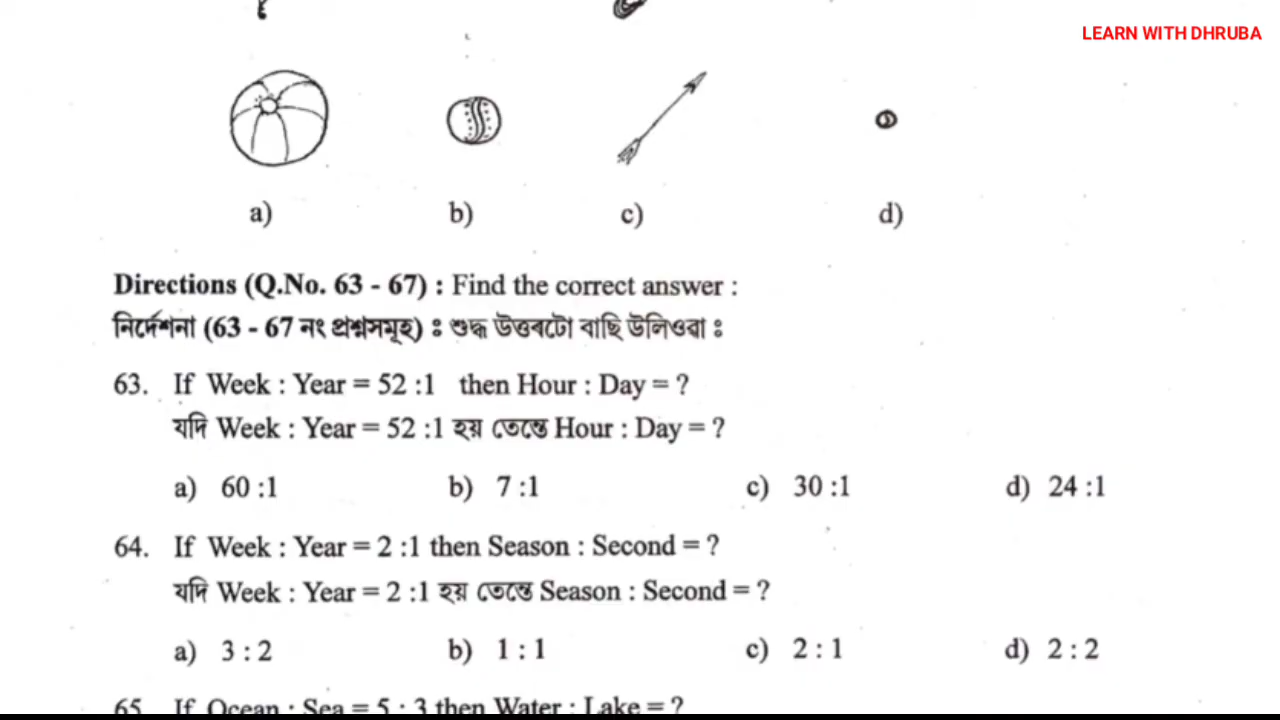 LEARN WITH DHRUBA
a) b) c) d)
Directions (Q.No. 63 - 67) : Find the correct answer :
নিৰ্দেশনা (63 - 67 নং প্ৰশ্নসমূহ) ঃ শুদ্ধ উত্তৰটো বাছি উলিওৱা ঃ
63. If Week : Year = 52 :1 then Hour : Day = ?
যদি Week : Year = 52 :1 হয় তেন্তে Hour : Day = ?
a) 60 :1 b) 7 :1 c) 30 :1 d) 24 :1
64. If Week : Year = 2 :1 then Season : Second = ?
যদি Week : Year = 2 :1 হয় তেন্তে Season : Second = ?
a) 3 : 2 b) 1 : 1 c) 2 : 1 d) 2 : 2
65. If Ocean : Sea = 5 : 3 then Water : Lake = ?